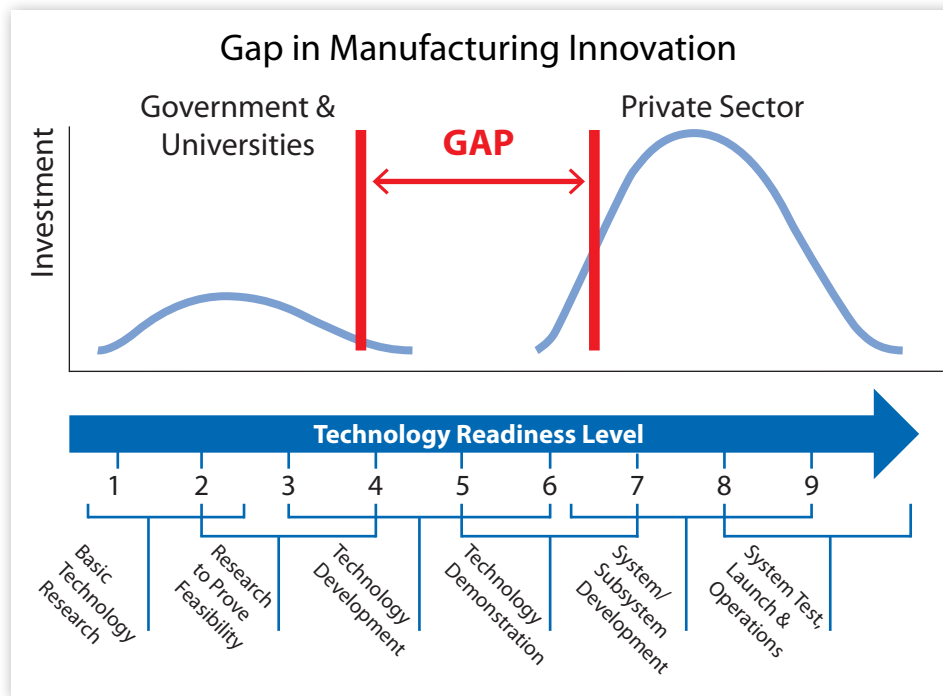 Gap in Manufacturing Innovation
Government &
Universities
Private Sector
GAP
Investment
Technology Readiness Level
1 2 3 4 5 6 7 8 9
Basic
Technology
Research
Research
to Prove
Feasibility
Technology
Development
Technology
Demonstration
System/
Subsystem
Development
System Test,
Launch &
Operations